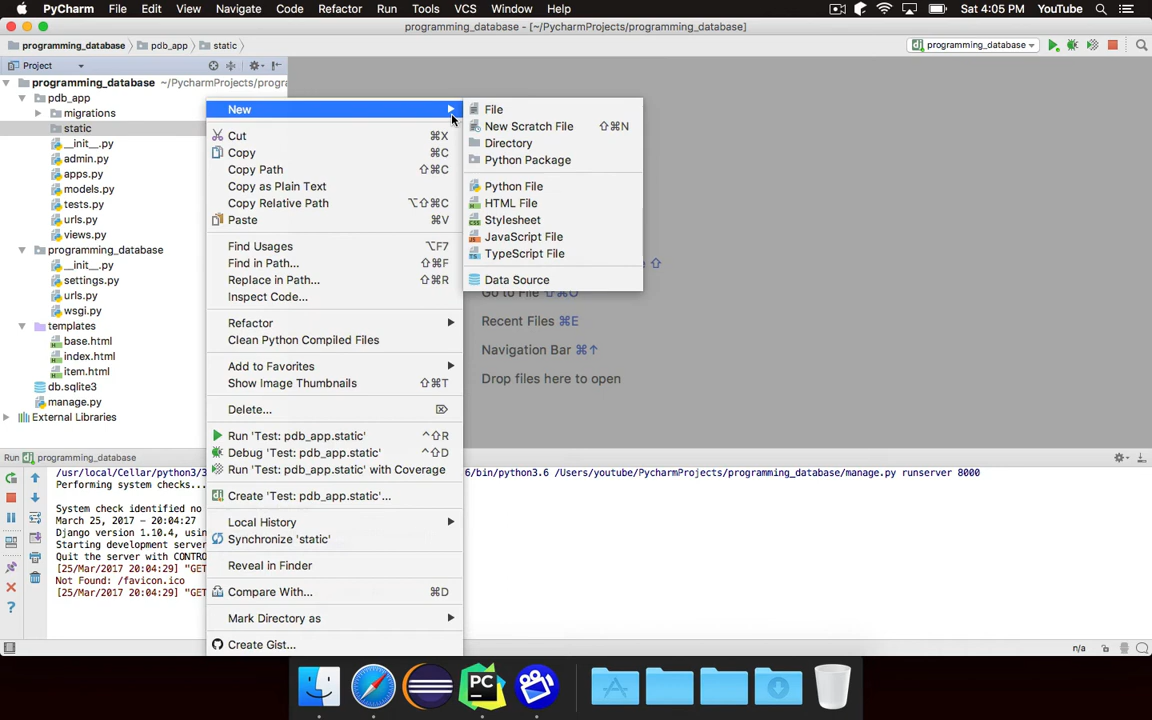 PyCharm File Edit View Navigate Code Refactor Run Tools VCS Window Help Sat 4:05 PM YouTube
programming_database - [~/PycharmProjects/programming_database]
programming_database pdb_app static programming_database
Project
programming_database ~/PycharmProjects/progra
pdb_app
migrations
static
__init__.py
admin.py
apps.py
models.py
tests.py
urls.py
views.py
programming_database
__init__.py
settings.py
urls.py
wsgi.py
templates
base.html
index.html
item.html
db.sqlite3
manage.py
External Libraries
New
Cut ⌘X
Copy ⌘C
Copy Path ⇧⌘C
Copy as Plain Text
Copy Relative Path ⌥⇧⌘C
Paste ⌘V
Find Usages ⌥F7
Find in Path... ⇧⌘F
Replace in Path... ⇧⌘R
Inspect Code...
Refactor
Clean Python Compiled Files
Add to Favorites
Show Image Thumbnails ⇧⌘T
Delete... ⌦
Run 'Test: pdb_app.static' ^⇧R
Debug 'Test: pdb_app.static' ^⇧D
Run 'Test: pdb_app.static' with Coverage
Create 'Test: pdb_app.static'...
Local History
Synchronize 'static'
Reveal in Finder
Compare With... ⌘D
Mark Directory as
Create Gist...
File
New Scratch File ⇧⌘N
Directory
Python Package
Python File
HTML File
Stylesheet
JavaScript File
TypeScript File
Data Source
⇧
Go to File ⇧⌘O
Recent Files ⌘E
Navigation Bar ⌘↑
Drop files here to open
Run programming_database
/usr/local/Cellar/python3/3 6/bin/python3.6 /Users/youtube/PycharmProjects/programming_database/manage.py runserver 8000
Performing system checks...
System check identified no
March 25, 2017 - 20:04:27
Django version 1.10.4, usin
Starting development server
Quit the server with CONTRO
[25/Mar/2017 20:04:29] "GET
Not Found: /favicon.ico
[25/Mar/2017 20:04:29] "GET
n/a
PC